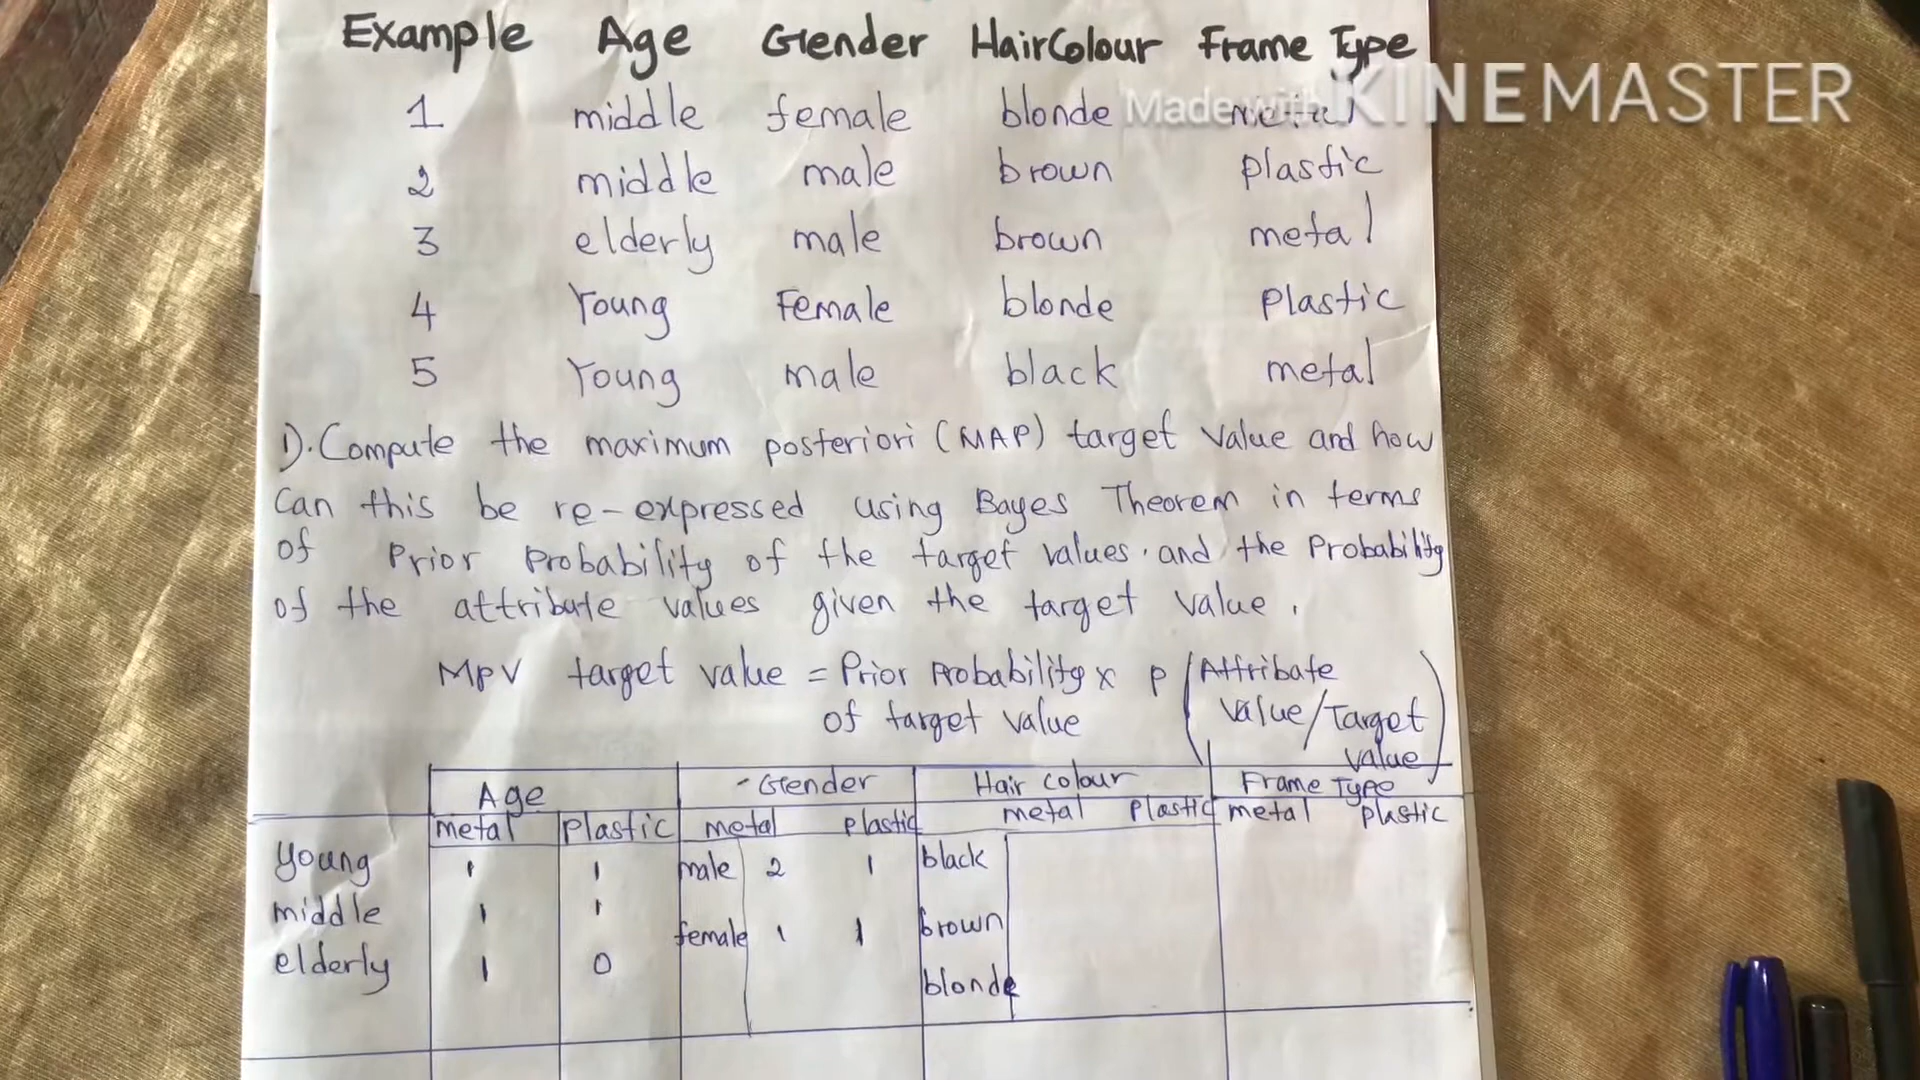 Example Age Gender HairColour Frame Type
1 middle female blonde metal
Made with KINEMASTER
2 middle male brown plastic
3 elderly male brown metal
4 Young Female blonde Plastic
5 Young male black metal
1). Compute the maximum posteriori (MAP) target value and how
Can this be re-expressed using Bayes Theorem in terms
of Prior Probability of the target values. and the Probability
of the attribute values given the target value.
MPV target value = Prior Probability x P (Attribute
of target value Value/Target
value)
Age - Gender Hair colour Frame Type
metal Plastic metal plastic metal Plastic metal plastic
young 1 1 male 2 1 black
middle 1 1 female 1 1 brown
elderly 1 0 blonde